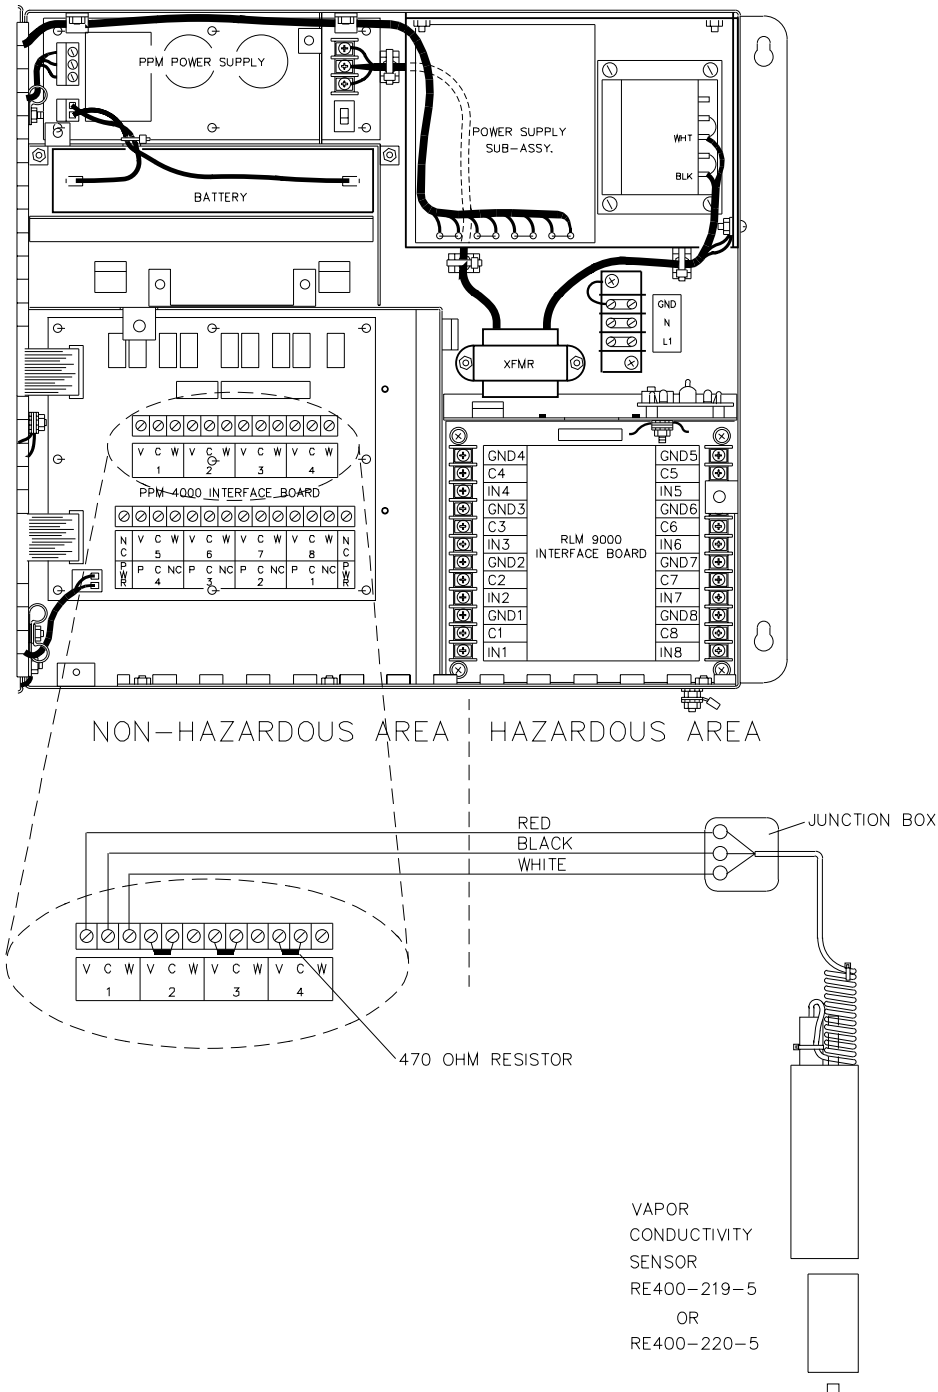 PPM POWER SUPPLY
POWER SUPPLY
SUB-ASSY.
WHT
BLK
BATTERY
GND
N
L1
XFMR
V C W V C W V C W V C W
1 2 3 4
PPM 4000 INTERFACE BOARD
NC V C W V C W V C W V C W NC
5 6 7 8
PWR P C NC P C NC P C NC P C NC PWR
4 3 2 1
GND4
C4
IN4
GND3
C3
IN3
GND2
C2
IN2
GND1
C1
IN1
RLM 9000
INTERFACE BOARD
GND5
C5
IN5
GND6
C6
IN6
GND7
C7
IN7
GND8
C8
IN8
NON-HAZARDOUS AREA
HAZARDOUS AREA
RED
BLACK
WHITE
JUNCTION BOX
V C W V C W V C W V C W
1 2 3 4
470 OHM RESISTOR
VAPOR
CONDUCTIVITY
SENSOR
RE400-219-5
OR
RE400-220-5